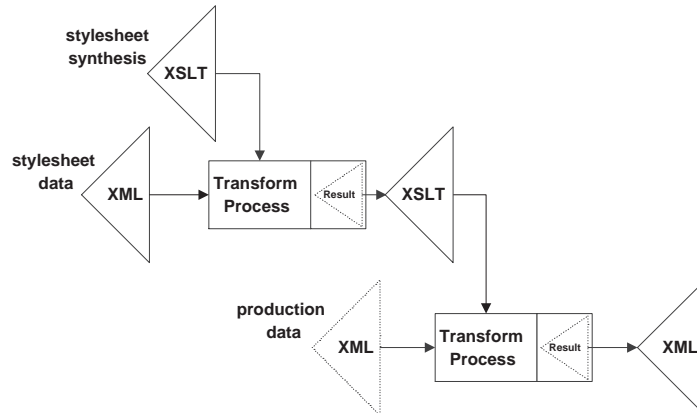 stylesheet
synthesis
XSLT
stylesheet
data
XML
Transform
Process
Result
XSLT
production
data
XML
Transform
Process
Result
XML